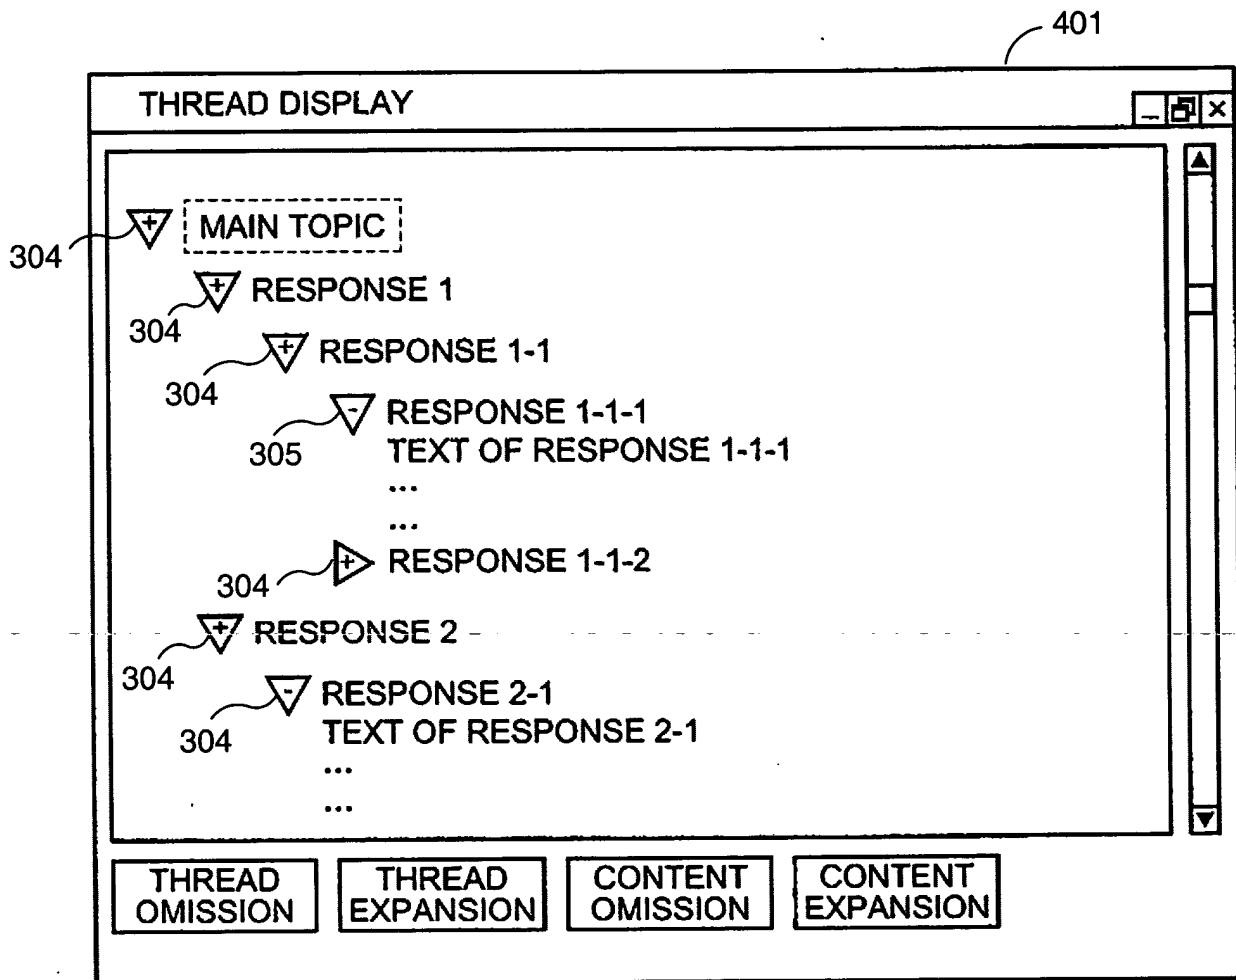 401
THREAD DISPLAY
MAIN TOPIC
304
RESPONSE 1
304
RESPONSE 1-1
304
RESPONSE 1-1-1
305
TEXT OF RESPONSE 1-1-1
...
...
RESPONSE 1-1-2
304
RESPONSE 2
304
RESPONSE 2-1
304
TEXT OF RESPONSE 2-1
...
...
THREAD OMISSION
THREAD EXPANSION
CONTENT OMISSION
CONTENT EXPANSION